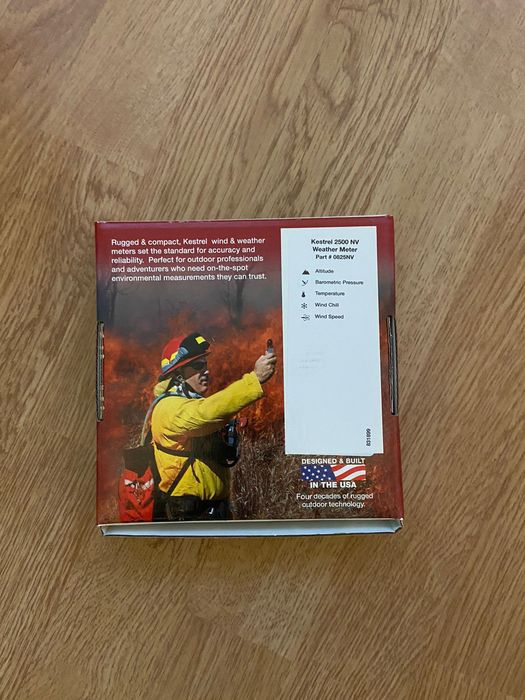 Rugged & compact, Kestrel wind & weather
meters set the standard for accuracy and
reliability. Perfect for outdoor professionals
and adventurers who need on-the-spot
environmental measurements they can trust.
Kestrel 2500 NV
Weather Meter
Part # 0825NV
Altitude
Barometric Pressure
Temperature
Wind Chill
Wind Speed
831899
DESIGNED & BUILT
IN THE USA
Four decades of rugged
outdoor technology.